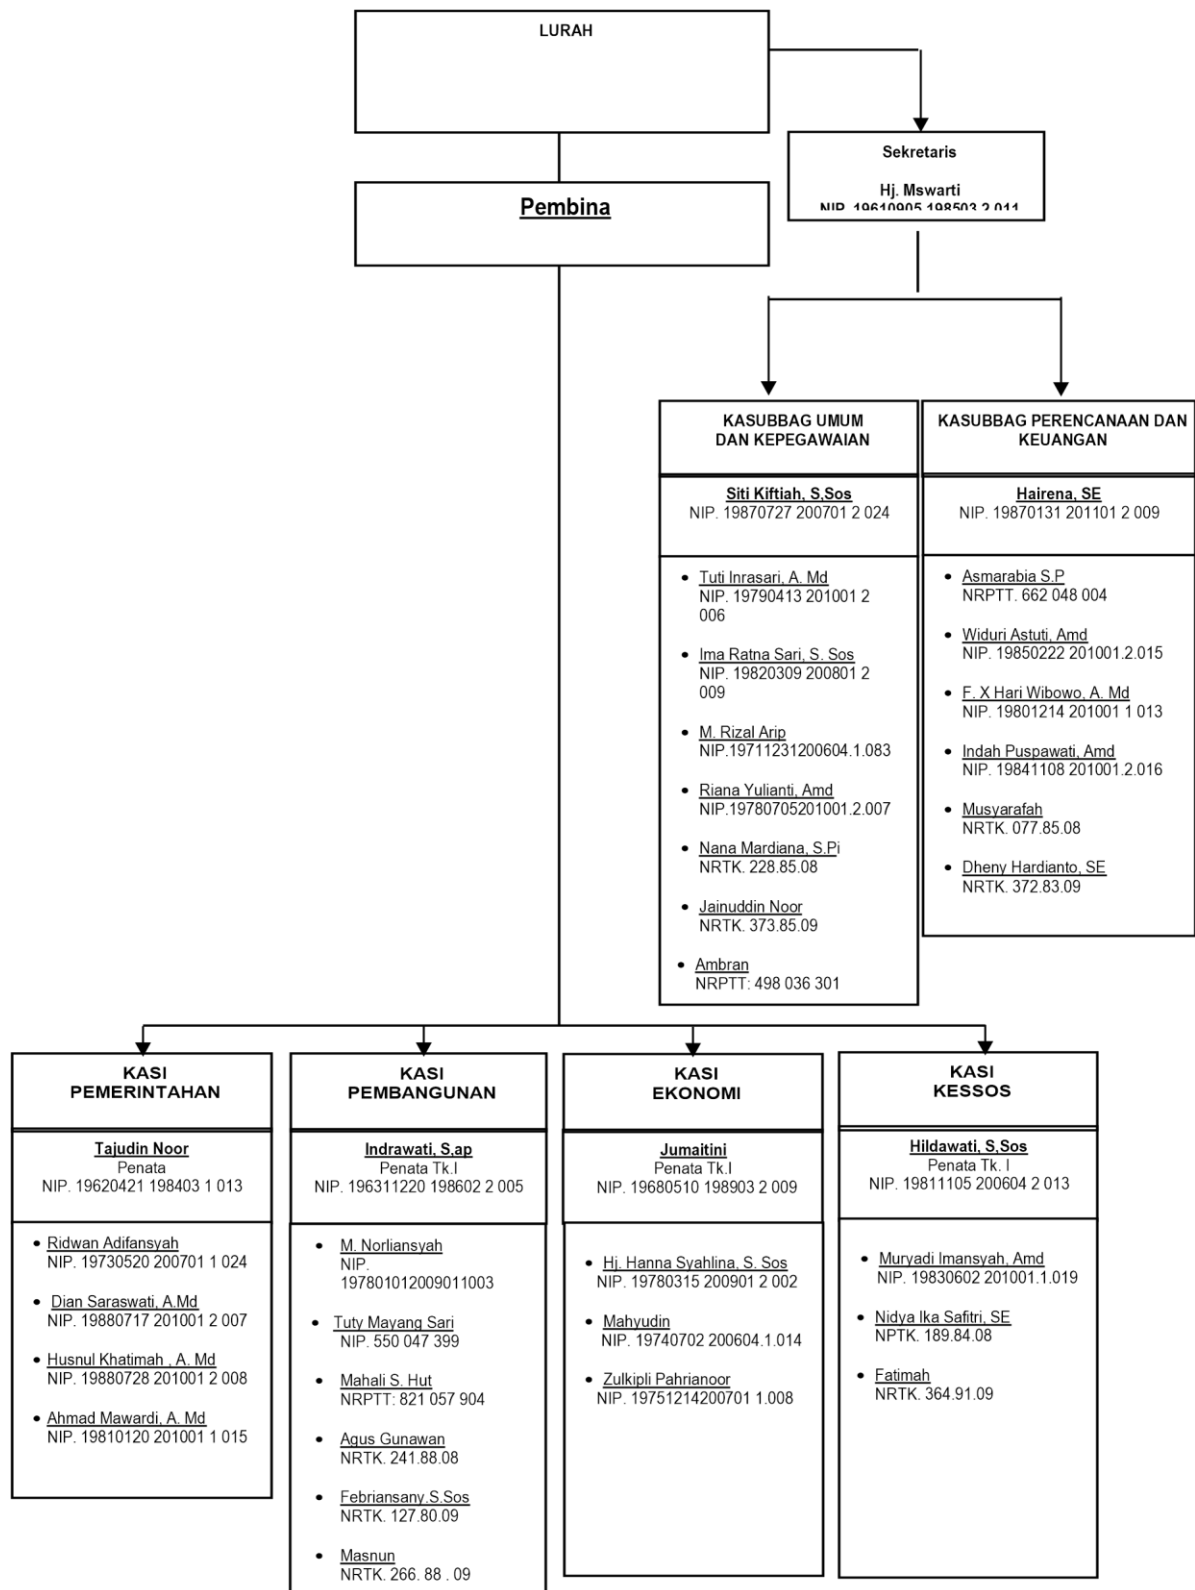 LURAH
Sekretaris
Hj. Mswarti
NIP. 19610905 198503 2 011
Pembina
KASUBBAG UMUM
DAN KEPEGAWAIAN
Siti Kiftiah, S,Sos
NIP. 19870727 200701 2 024
Tuti Inrasari, A. Md
NIP. 19790413 201001 2
006
Ima Ratna Sari, S. Sos
NIP. 19820309 200801 2
009
M. Rizal Arip
NIP.19711231200604.1.083
Riana Yulianti, Amd
NIP.19780705201001.2.007
Nana Mardiana, S.Pi
NRTK. 228.85.08
Jainuddin Noor
NRTK. 373.85.09
Ambran
NRPTT: 498 036 301
KASUBBAG PERENCANAAN DAN
KEUANGAN
Hairena, SE
NIP. 19870131 201101 2 009
Asmarabia S.P
NRPTT. 662 048 004
Widuri Astuti, Amd
NIP. 19850222 201001.2.015
F. X Hari Wibowo, A. Md
NIP. 19801214 201001 1 013
Indah Puspawati, Amd
NIP. 19841108 201001.2.016
Musyarafah
NRTK. 077.85.08
Dheny Hardianto, SE
NRTK. 372.83.09
KASI
PEMERINTAHAN
Tajudin Noor
Penata
NIP. 19620421 198403 1 013
Ridwan Adifansyah
NIP. 19730520 200701 1 024
Dian Saraswati, A.Md
NIP. 19880717 201001 2 007
Husnul Khatimah , A. Md
NIP. 19880728 201001 2 008
Ahmad Mawardi, A. Md
NIP. 19810120 201001 1 015
KASI
PEMBANGUNAN
Indrawati, S,ap
Penata Tk.I
NIP. 196311220 198602 2 005
M. Norliansyah
NIP.
197801012009011003
Tuty Mayang Sari
NIP. 550 047 399
Mahali S. Hut
NRPTT: 821 057 904
Agus Gunawan
NRTK. 241.88.08
Febriansany.S.Sos
NRTK. 127.80.09
Masnun
NRTK. 266. 88 . 09
KASI
EKONOMI
Jumaitini
Penata Tk.I
NIP. 19680510 198903 2 009
Hj. Hanna Syahlina, S. Sos
NIP. 19780315 200901 2 002
Mahyudin
NIP. 19740702 200604.1.014
Zulkipli Pahrianoor
NIP. 19751214200701 1.008
KASI
KESSOS
Hildawati, S,Sos
Penata Tk. I
NIP. 19811105 200604 2 013
Muryadi Imansyah, Amd
NIP. 19830602 201001.1.019
Nidya Ika Safitri, SE
NPTK. 189.84.08
Fatimah
NRTK. 364.91.09